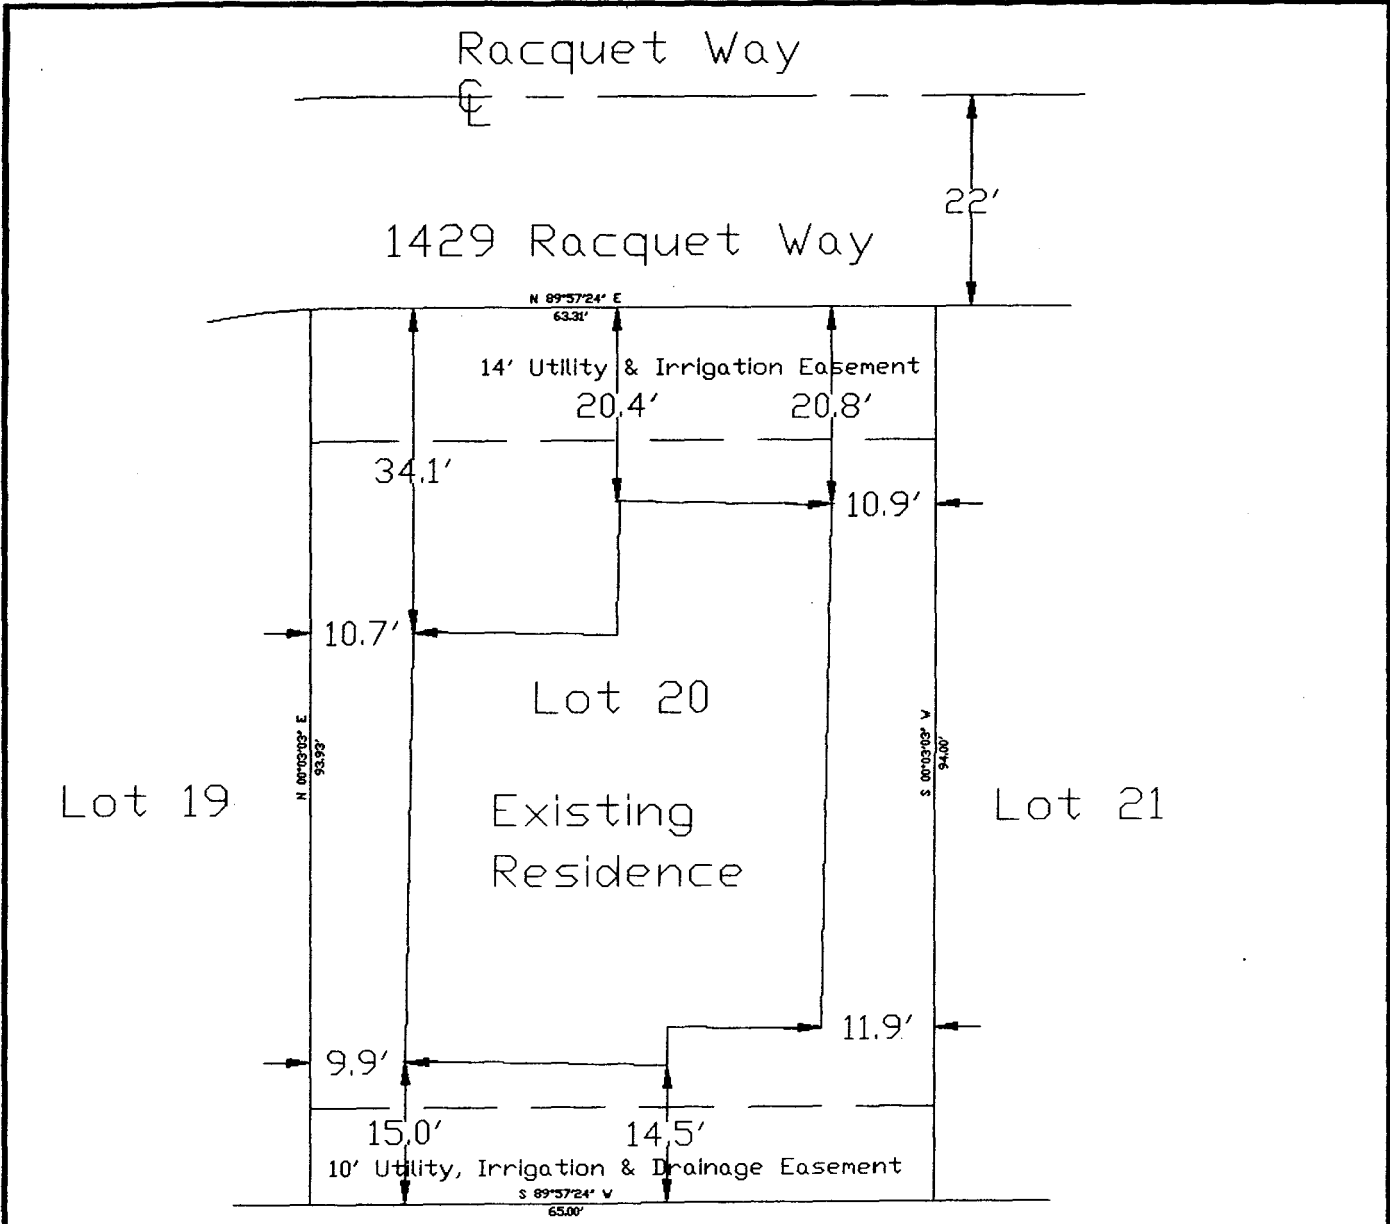 Racquet Way
CL
22'
1429 Racquet Way
N 89°57'24" E
63.31'
14' Utility & Irrigation Easement
20.4'
20.8'
34.1'
10.9'
10.7'
Lot 20
N 00°03'03" E
93.93'
S 00°03'03" W
94.00'
Lot 19
Existing
Residence
Lot 21
11.9'
9.9'
15.0'
14.5'
10' Utility, Irrigation & Drainage Easement
S 89°57'24" W
65.00'